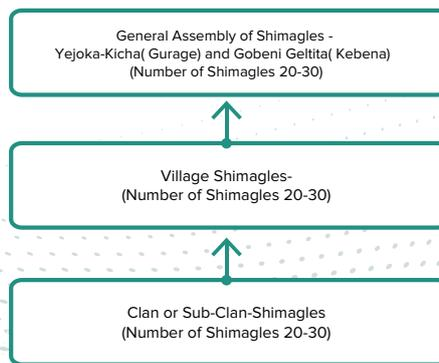 General Assembly of Shimagles -
Yejoka-Kicha( Gurage) and Gobeni Geltita( Kebena)
(Number of Shimagles 20-30)
Village Shimagles-
(Number of Shimagles 20-30)
Clan or Sub-Clan-Shimagles
(Number of Shimagles 20-30)